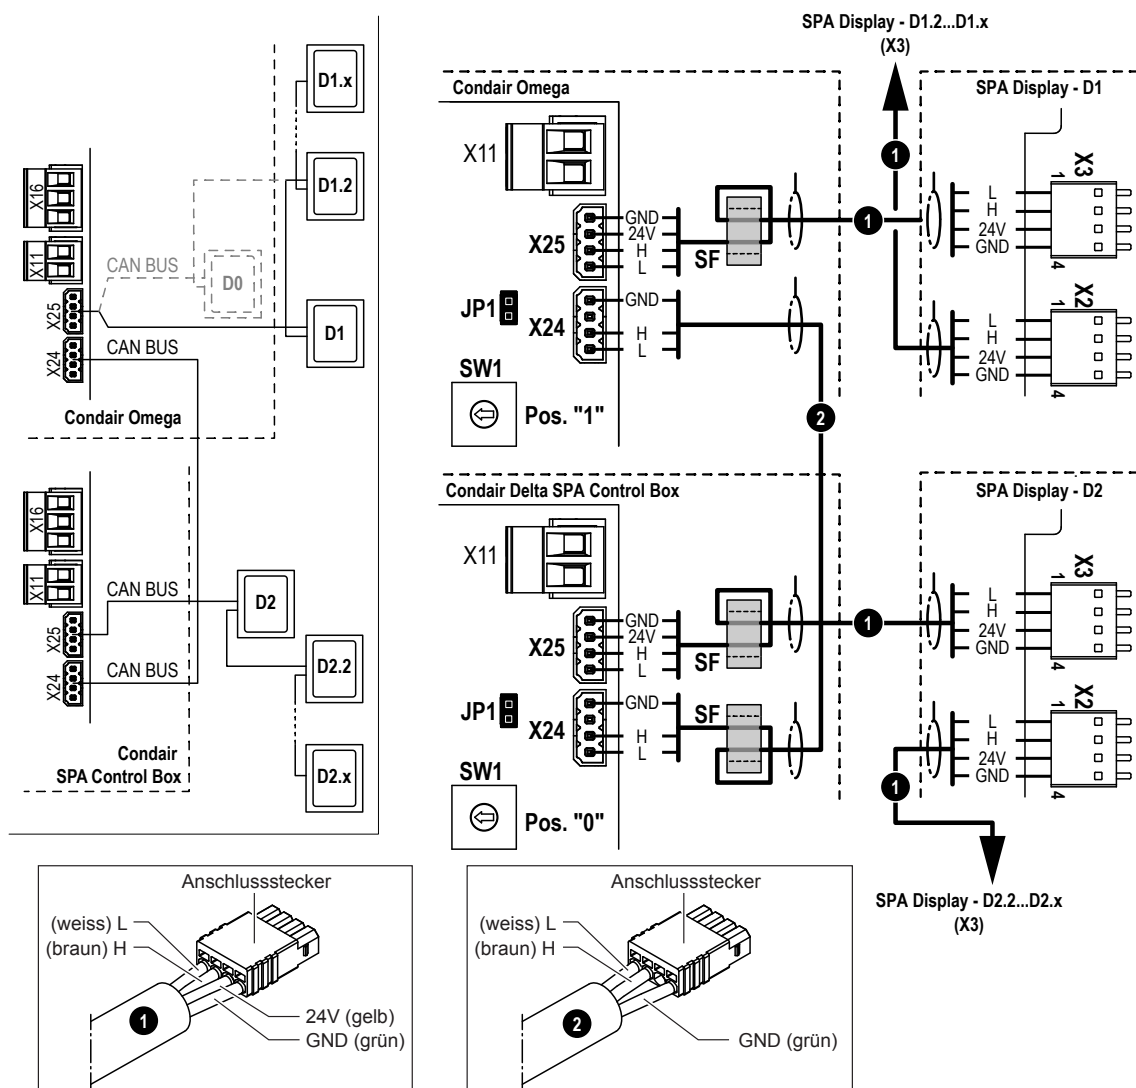 D1.x
D1.2
D0
D1
X16
X11
CAN BUS
X25
X24
CAN BUS
Condair Omega
X16
X11
CAN BUS
X25
X24
CAN BUS
D2
D2.2
D2.x
Condair
SPA Control Box
SPA Display - D1.2...D1.x
(X3)
Condair Omega
X11
X25
GND
24V
H
L
SF
1
1
JP1
X24
GND
H
L
SW1
Pos. "1"
2
SPA Display - D1
L
H
24V
GND
1
X3
4
L
H
24V
GND
1
X2
4
Condair Delta SPA Control Box
X11
X25
GND
24V
H
L
SF
1
JP1
X24
GND
H
L
SF
SW1
Pos. "0"
SPA Display - D2
L
H
24V
GND
1
X3
4
L
H
24V
GND
1
X2
4
1
SPA Display - D2.2...D2.x
(X3)
Anschlussstecker
(weiss) L
(braun) H
1
24V (gelb)
GND (grün)
Anschlussstecker
(weiss) L
(braun) H
2
GND (grün)